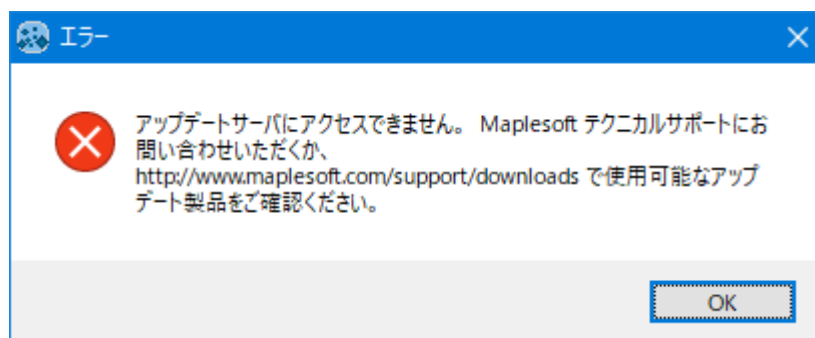 エラー
アップデートサーバにアクセスできません。 Maplesoft テクニカルサポートにお
問い合わせいただくか、
http://www.maplesoft.com/support/downloads で使用可能なアップ
デート製品をご確認ください。
OK